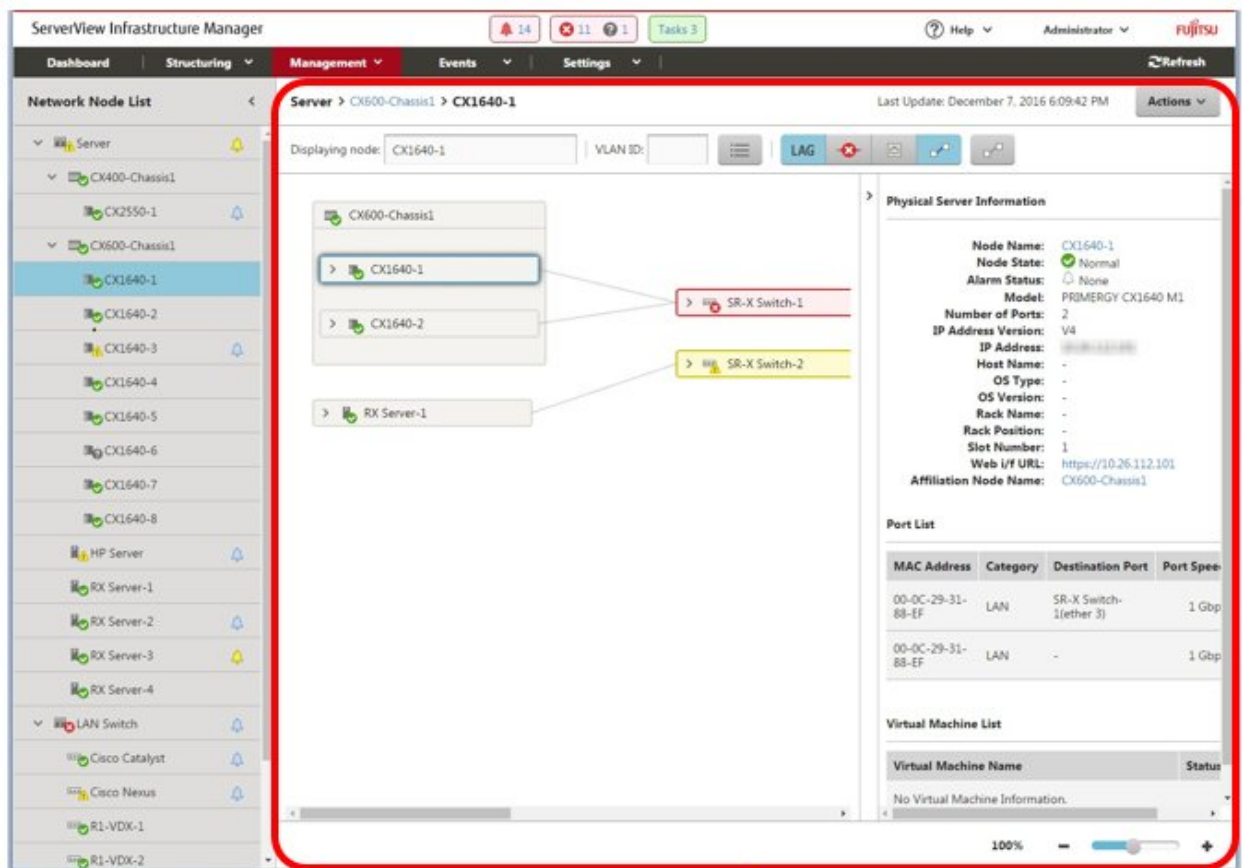 ServerView Infrastructure Manager
14
11 1
Tasks 3
Help
Administrator
FUJITSU
Dashboard
Structuring
Management
Events
Settings
Refresh
Network Node List
Server > CX600-Chassis1 > CX1640-1
Last Update: December 7, 2016 6:09:42 PM
Actions
Displaying node: CX1640-1
VLAN ID:
LAG
Server
CX400-Chassis1
CX2550-1
CX600-Chassis1
CX1640-1
CX1640-2
CX1640-3
CX1640-4
CX1640-5
CX1640-6
CX1640-7
CX1640-8
HP Server
RX Server-1
RX Server-2
RX Server-3
RX Server-4
LAN Switch
Cisco Catalyst
Cisco Nexus
R1-VDX-1
R1-VDX-2
CX600-Chassis1
CX1640-1
CX1640-2
RX Server-1
SR-X Switch-1
SR-X Switch-2
Physical Server Information
Node Name: CX1640-1
Node State: Normal
Alarm Status: None
Model: PRIMERGY CX1640 M1
Number of Ports: 2
IP Address Version: V4
IP Address:
Host Name: -
OS Type: -
OS Version: -
Rack Name: -
Rack Position: -
Slot Number: 1
Web i/f URL: https://10.26.112.101
Affiliation Node Name: CX600-Chassis1
Port List
MAC Address Category Destination Port Port Spee
00-0C-29-31-
88-EF
LAN
SR-X Switch-
1(ether 3)
1 Gbp
00-0C-29-31-
88-EF
LAN
-
1 Gbp
Virtual Machine List
Virtual Machine Name Status
No Virtual Machine Information.
100%